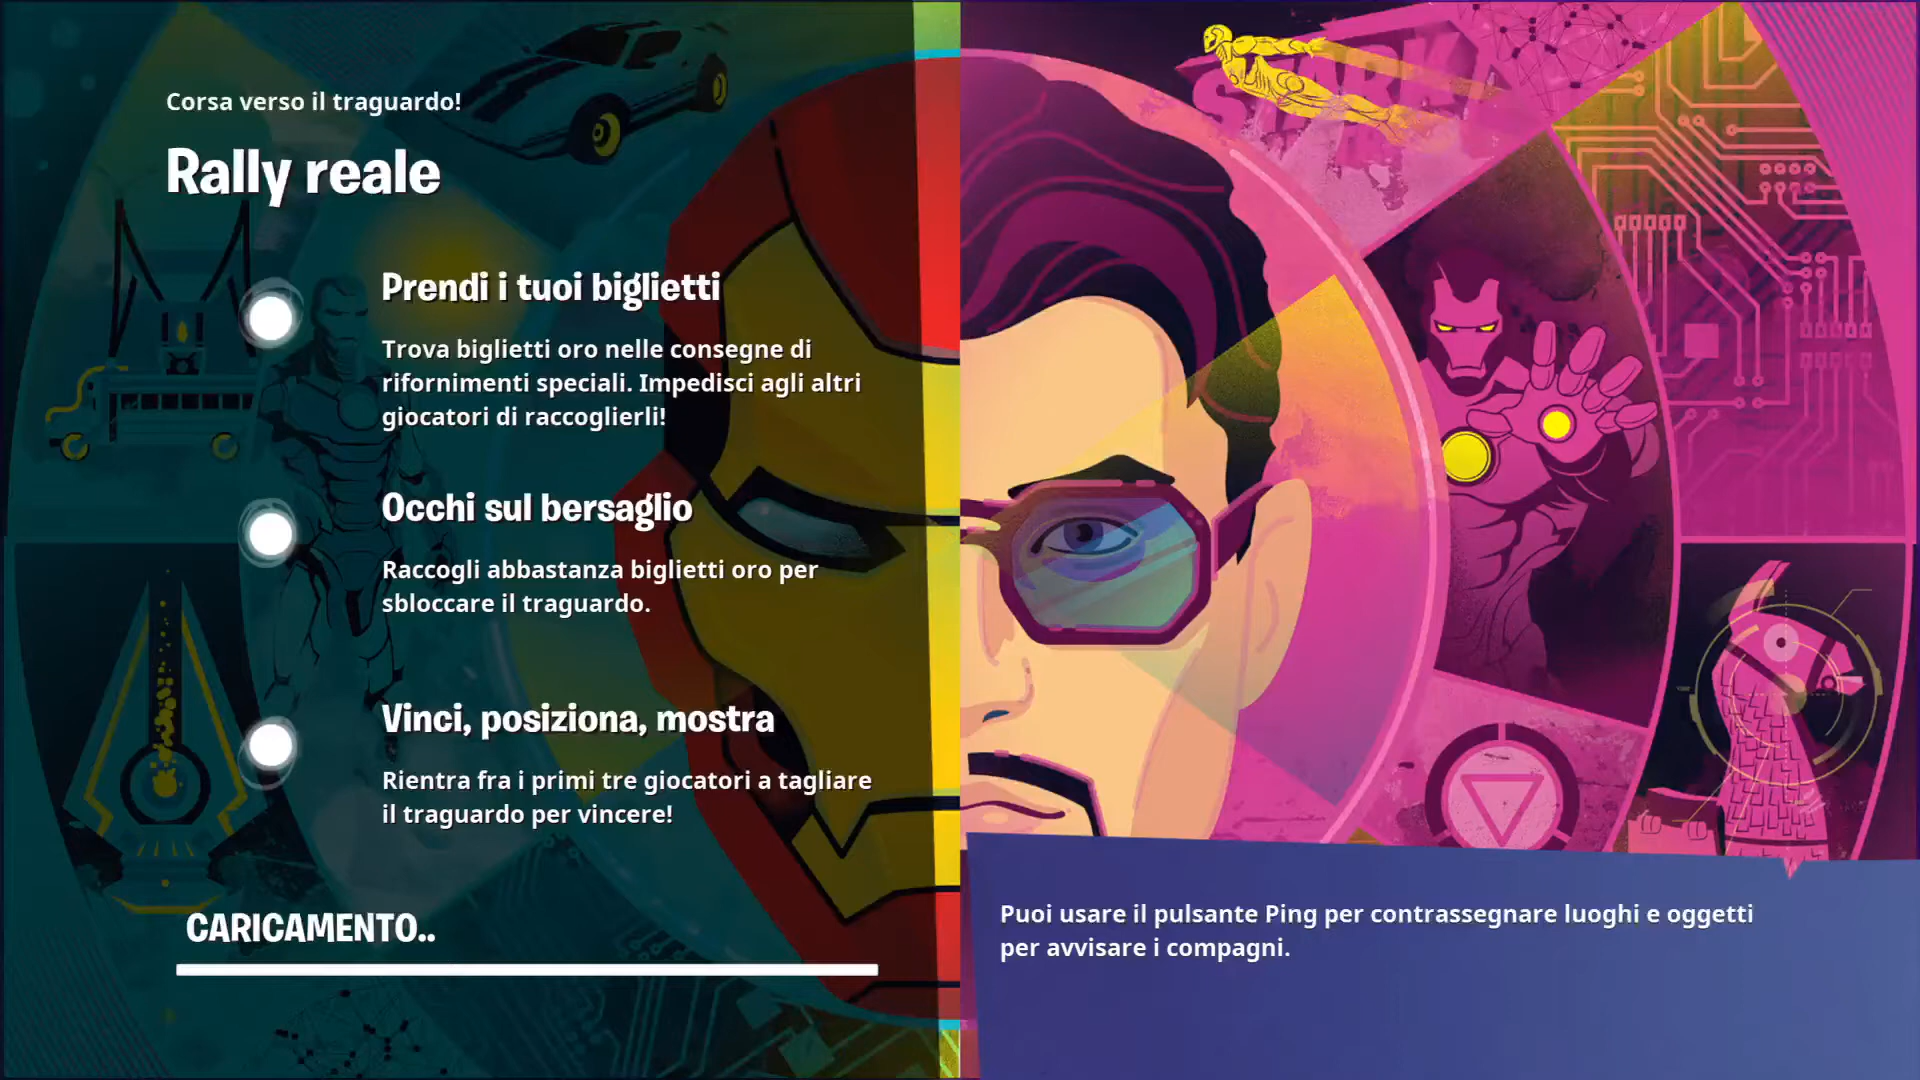 Corsa verso il traguardo!
Rally reale
Prendi i tuoi biglietti
Trova biglietti oro nelle consegne di
rifornimenti speciali. Impedisci agli altri
giocatori di raccoglierli!
Occhi sul bersaglio
Raccogli abbastanza biglietti oro per
sbloccare il traguardo.
Vinci, posiziona, mostra
Rientra fra i primi tre giocatori a tagliare
il traguardo per vincere!
CARICAMENTO..
STARK
Puoi usare il pulsante Ping per contrassegnare luoghi e oggetti
per avvisare i compagni.